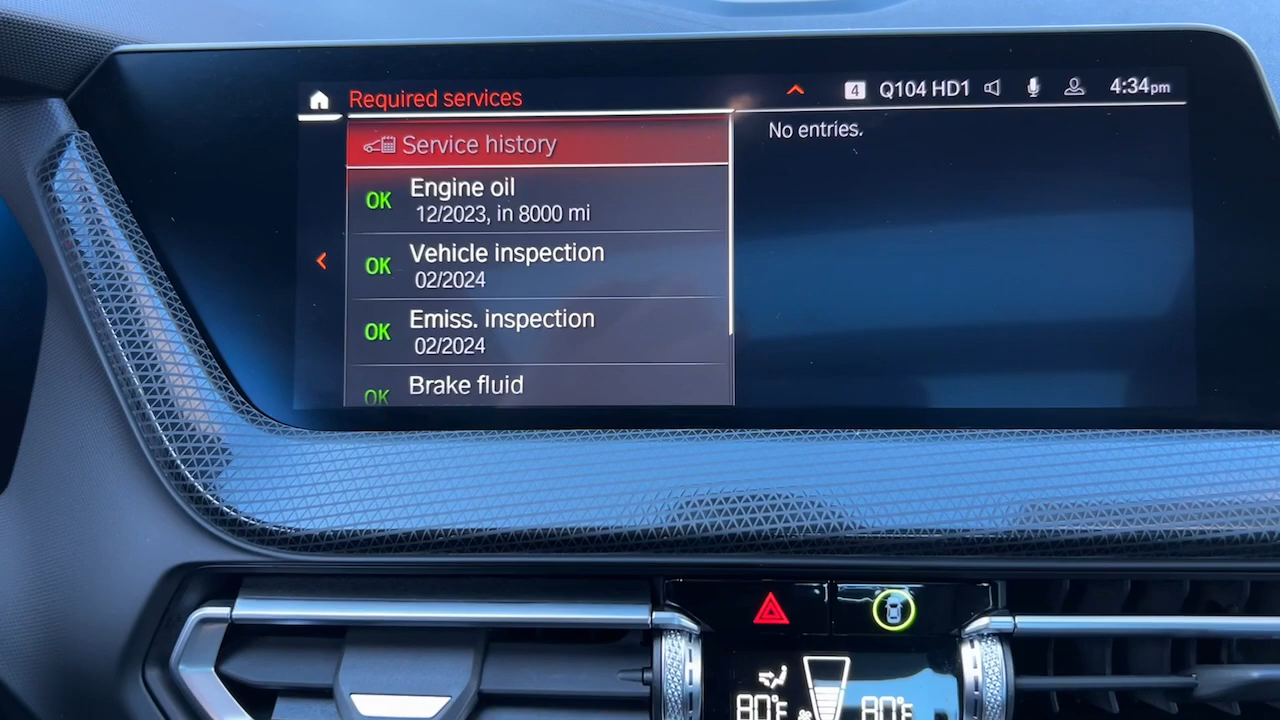 Required services
4 Q104 HD1 4:34pm
Service history
No entries.
OK Engine oil
12/2023, in 8000 mi
OK Vehicle inspection
02/2024
OK Emiss. inspection
02/2024
OK Brake fluid
80°F 80°F